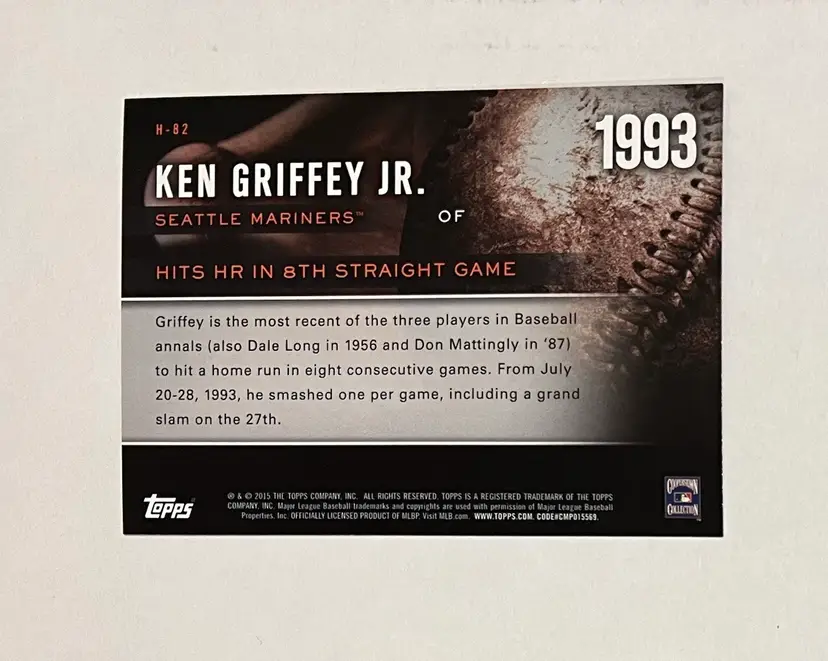 H-82
1993
KEN GRIFFEY JR.
SEATTLE MARINERS™ OF
HITS HR IN 8TH STRAIGHT GAME
Griffey is the most recent of the three players in Baseball
annals (also Dale Long in 1956 and Don Mattingly in '87)
to hit a home run in eight consecutive games. From July
20-28, 1993, he smashed one per game, including a grand
slam on the 27th.
Topps®
® & © 2015 THE TOPPS COMPANY, INC. ALL RIGHTS RESERVED. TOPPS IS A REGISTERED TRADEMARK OF THE TOPPS
COMPANY, INC. Major League Baseball trademarks and copyrights are used with permission of Major League Baseball
Properties, Inc. OFFICIALLY LICENSED PRODUCT OF MLBP. Visit MLB.com. WWW.TOPPS.COM. CODE#CMP015569.
COOPERSTOWN
COLLECTION
™